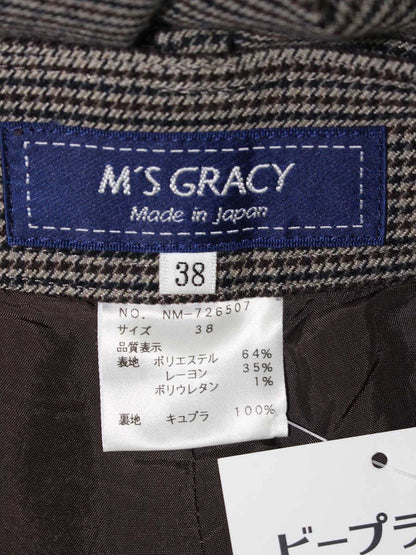 M'S GRACY
Made in Japan
38
NO. NM-726507
サイズ 38
品質表示
表地 ポリエステル 64%
レーヨン 35%
ポリウレタン 1%
裏地 キュプラ 100%
ビープラ